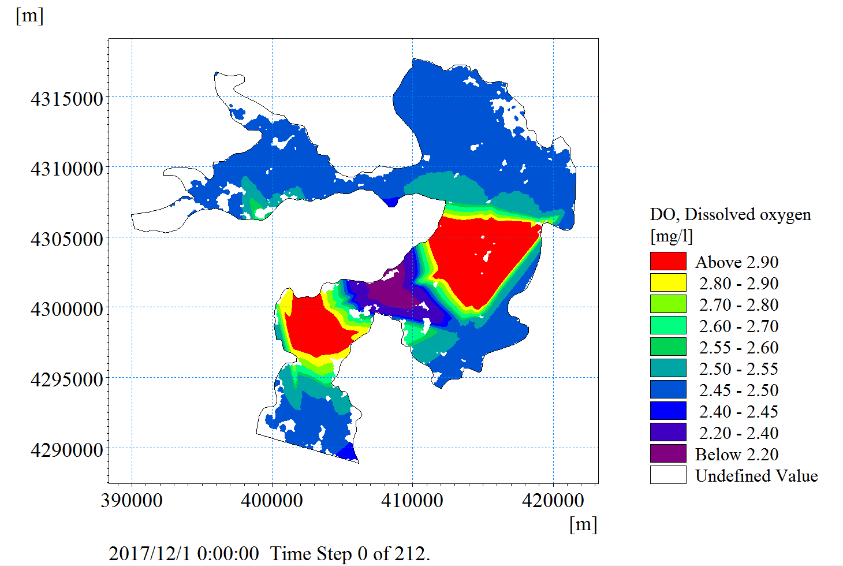 [m]
4315000
4310000
4305000
4300000
4295000
4290000
390000 400000 410000 420000
[m]
2017/12/1 0:00:00 Time Step 0 of 212.
DO, Dissolved oxygen
[mg/l]
Above 2.90
2.80 - 2.90
2.70 - 2.80
2.60 - 2.70
2.55 - 2.60
2.50 - 2.55
2.45 - 2.50
2.40 - 2.45
2.20 - 2.40
Below 2.20
Undefined Value